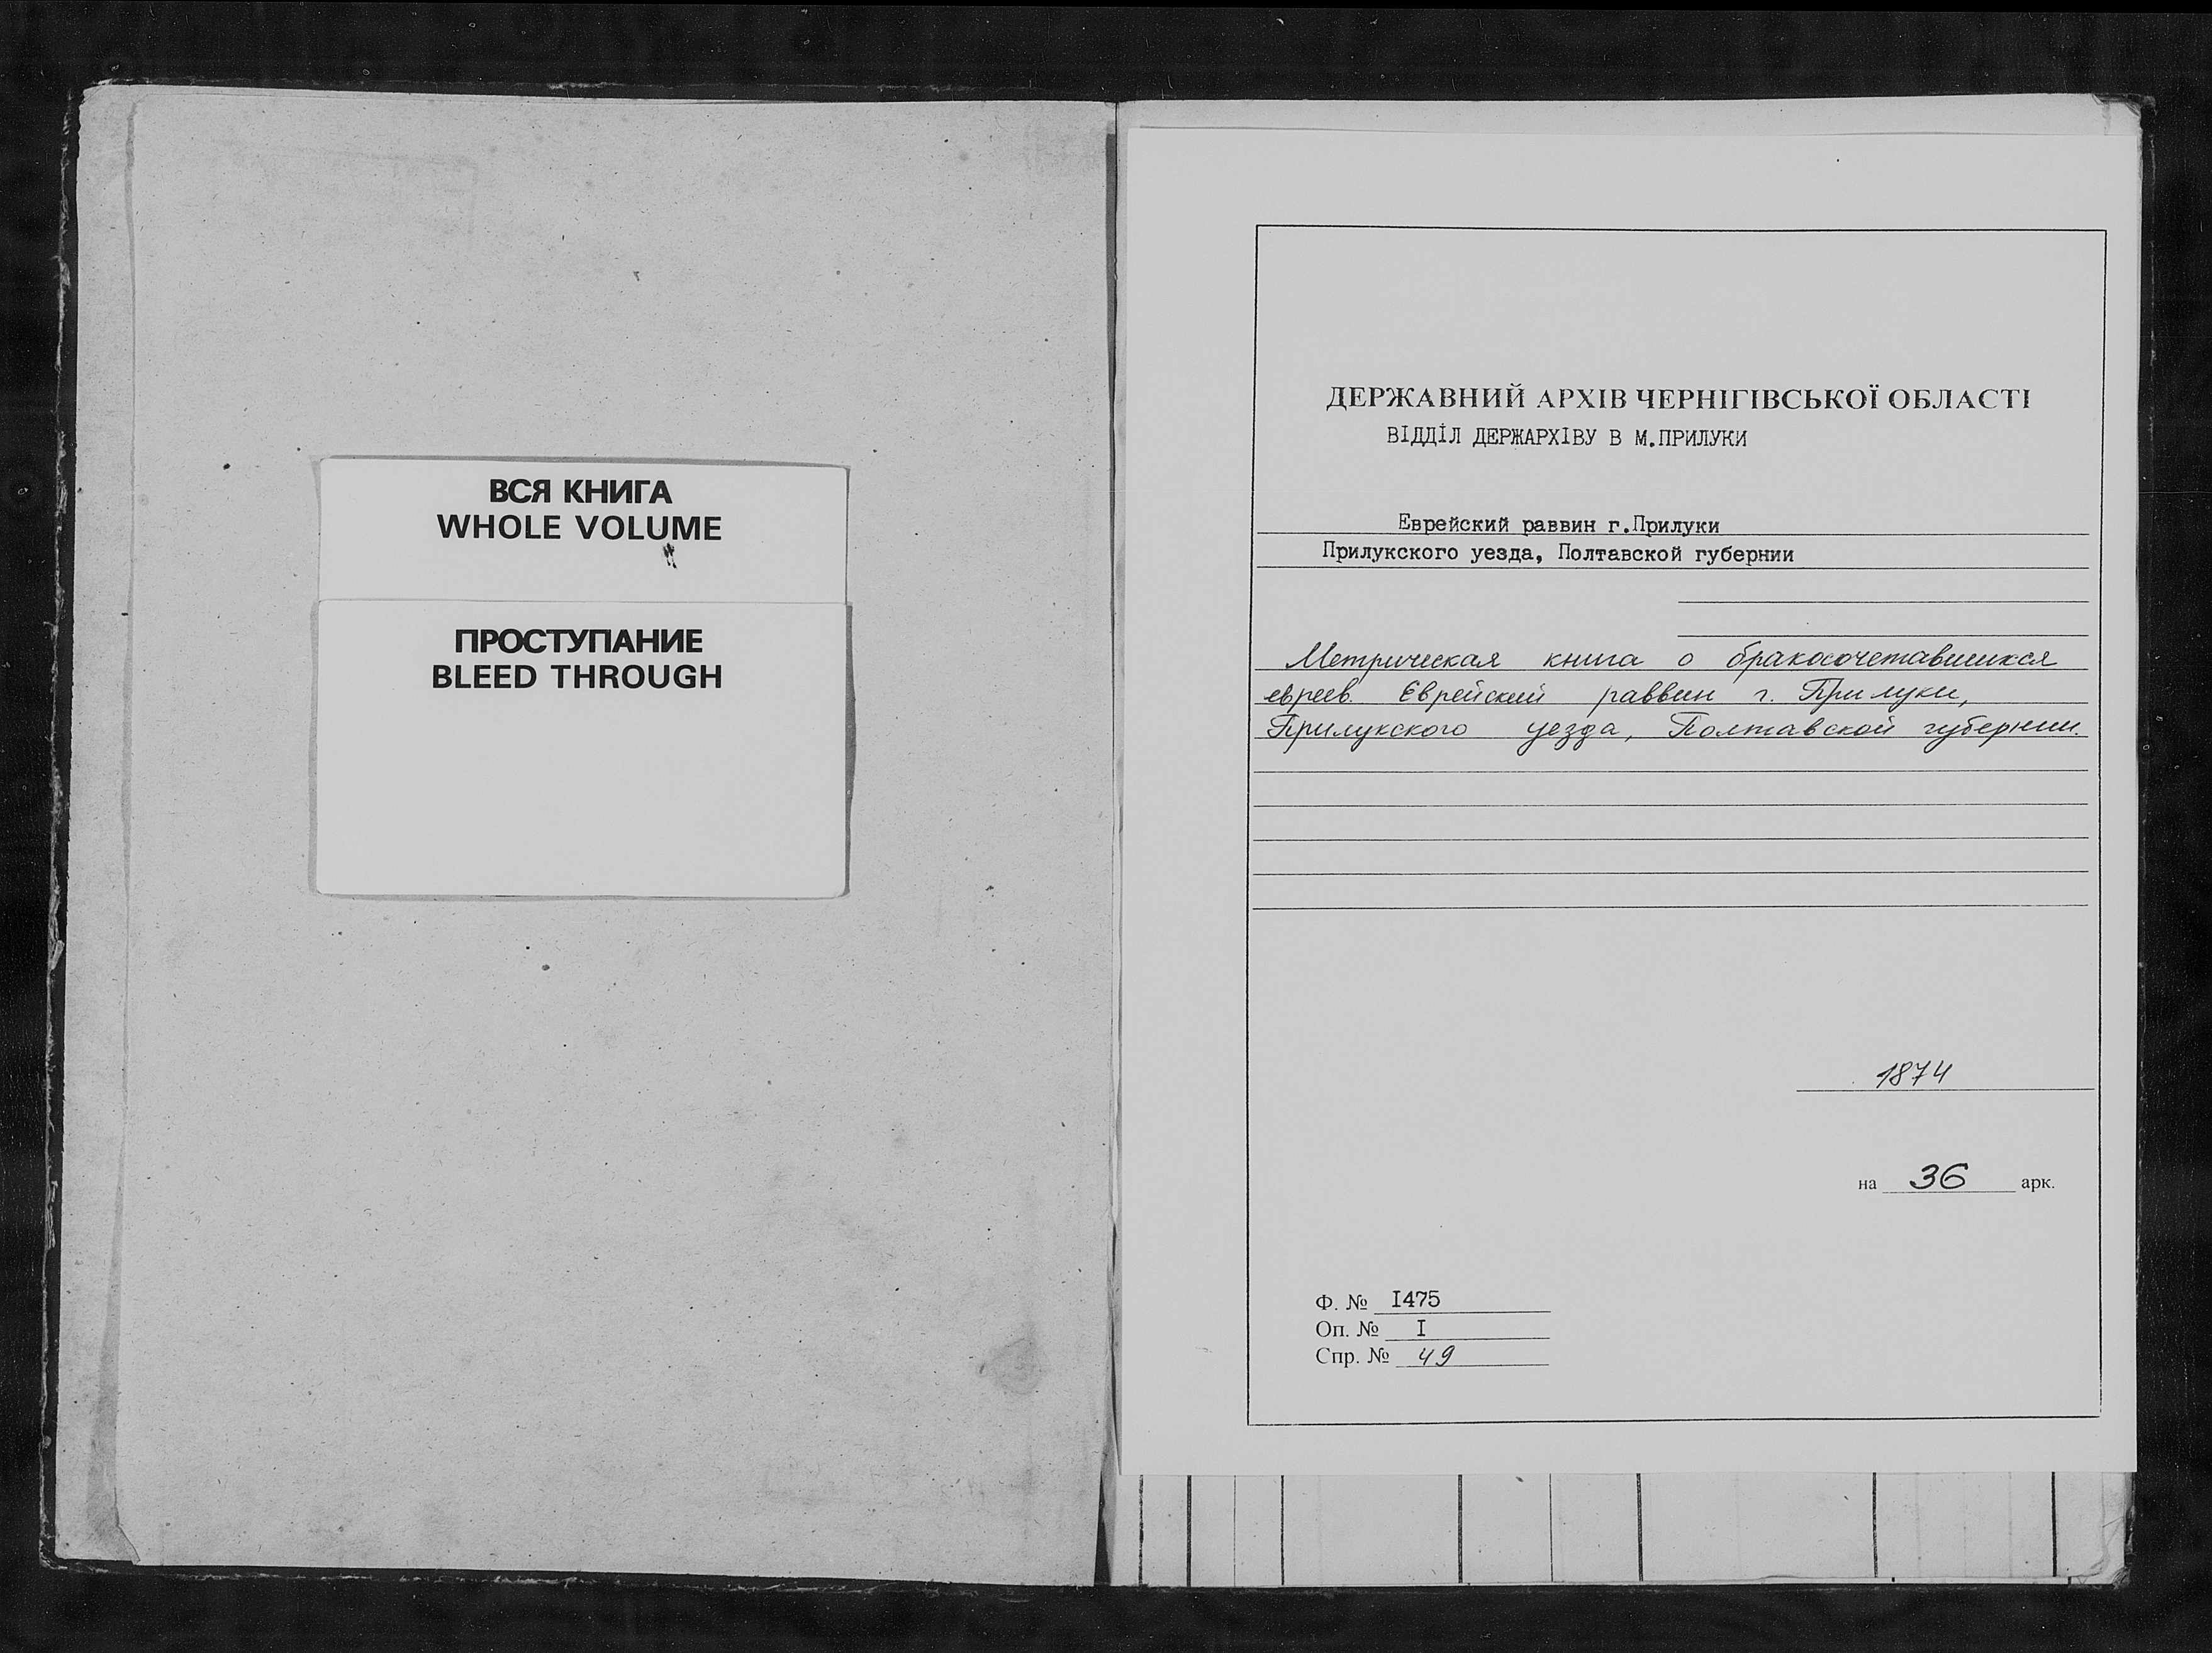 ВСЯ КНИГА
WHOLE VOLUME
ПРОСТУПАНИЕ
BLEED THROUGH
ДЕРЖАВНИЙ АРХІВ ЧЕРНІГІВСЬКОЇ ОБЛАСТІ
ВІДДІЛ ДЕРЖАРХІВУ В М.ПРИЛУКИ
Еврейский раввин г.Прилуки
Прилукского уезда, Полтавской губернии
Метрическая книга о бракосочетавшихся
евреев. Еврейский раввин г. Прилуки,
Прилукского уезда, Полтавской губернии.
1874
на 36 арк.
Ф. № I475
Оп. № I
Спр. № 49